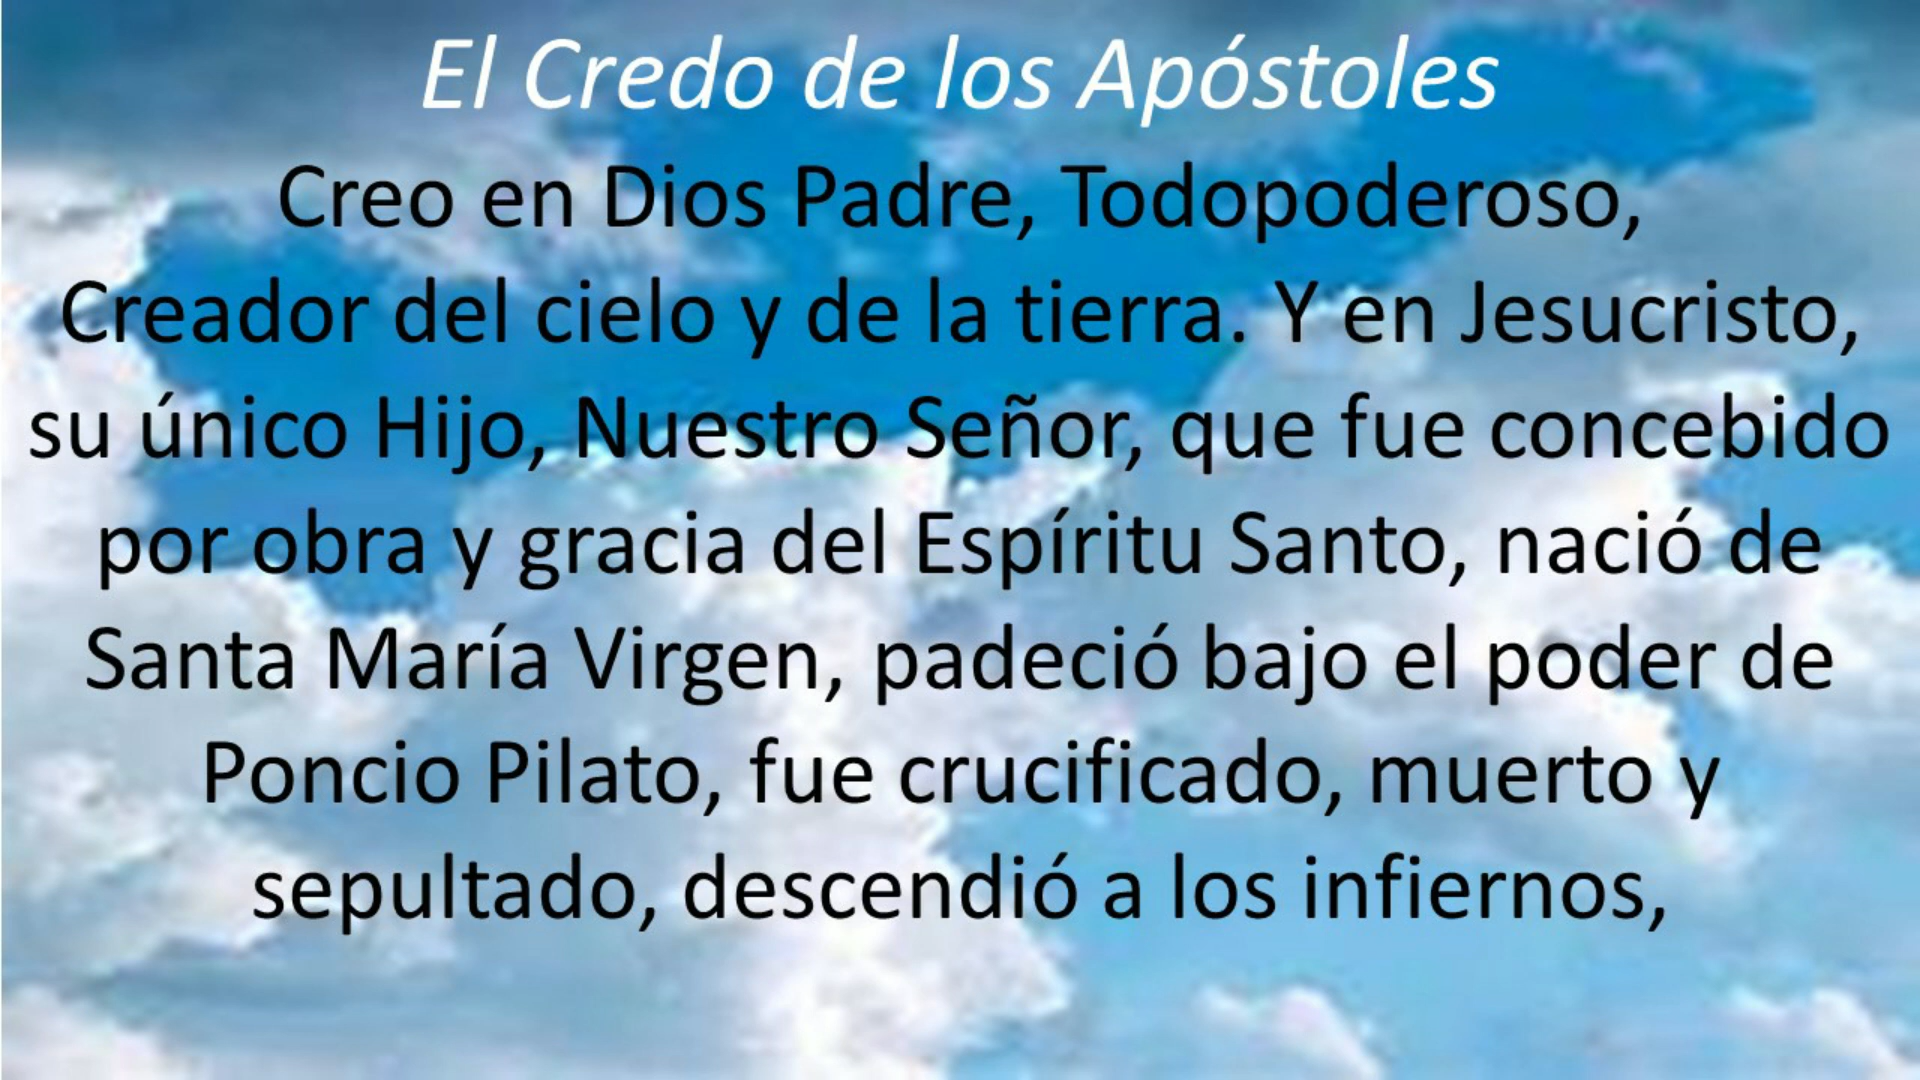 El Credo de los Apóstoles
Creo en Dios Padre, Todopoderoso,
Creador del cielo y de la tierra. Y en Jesucristo,
su único Hijo, Nuestro Señor, que fue concebido
por obra y gracia del Espíritu Santo, nació de
Santa María Virgen, padeció bajo el poder de
Poncio Pilato, fue crucificado, muerto y
sepultado, descendió a los infiernos,